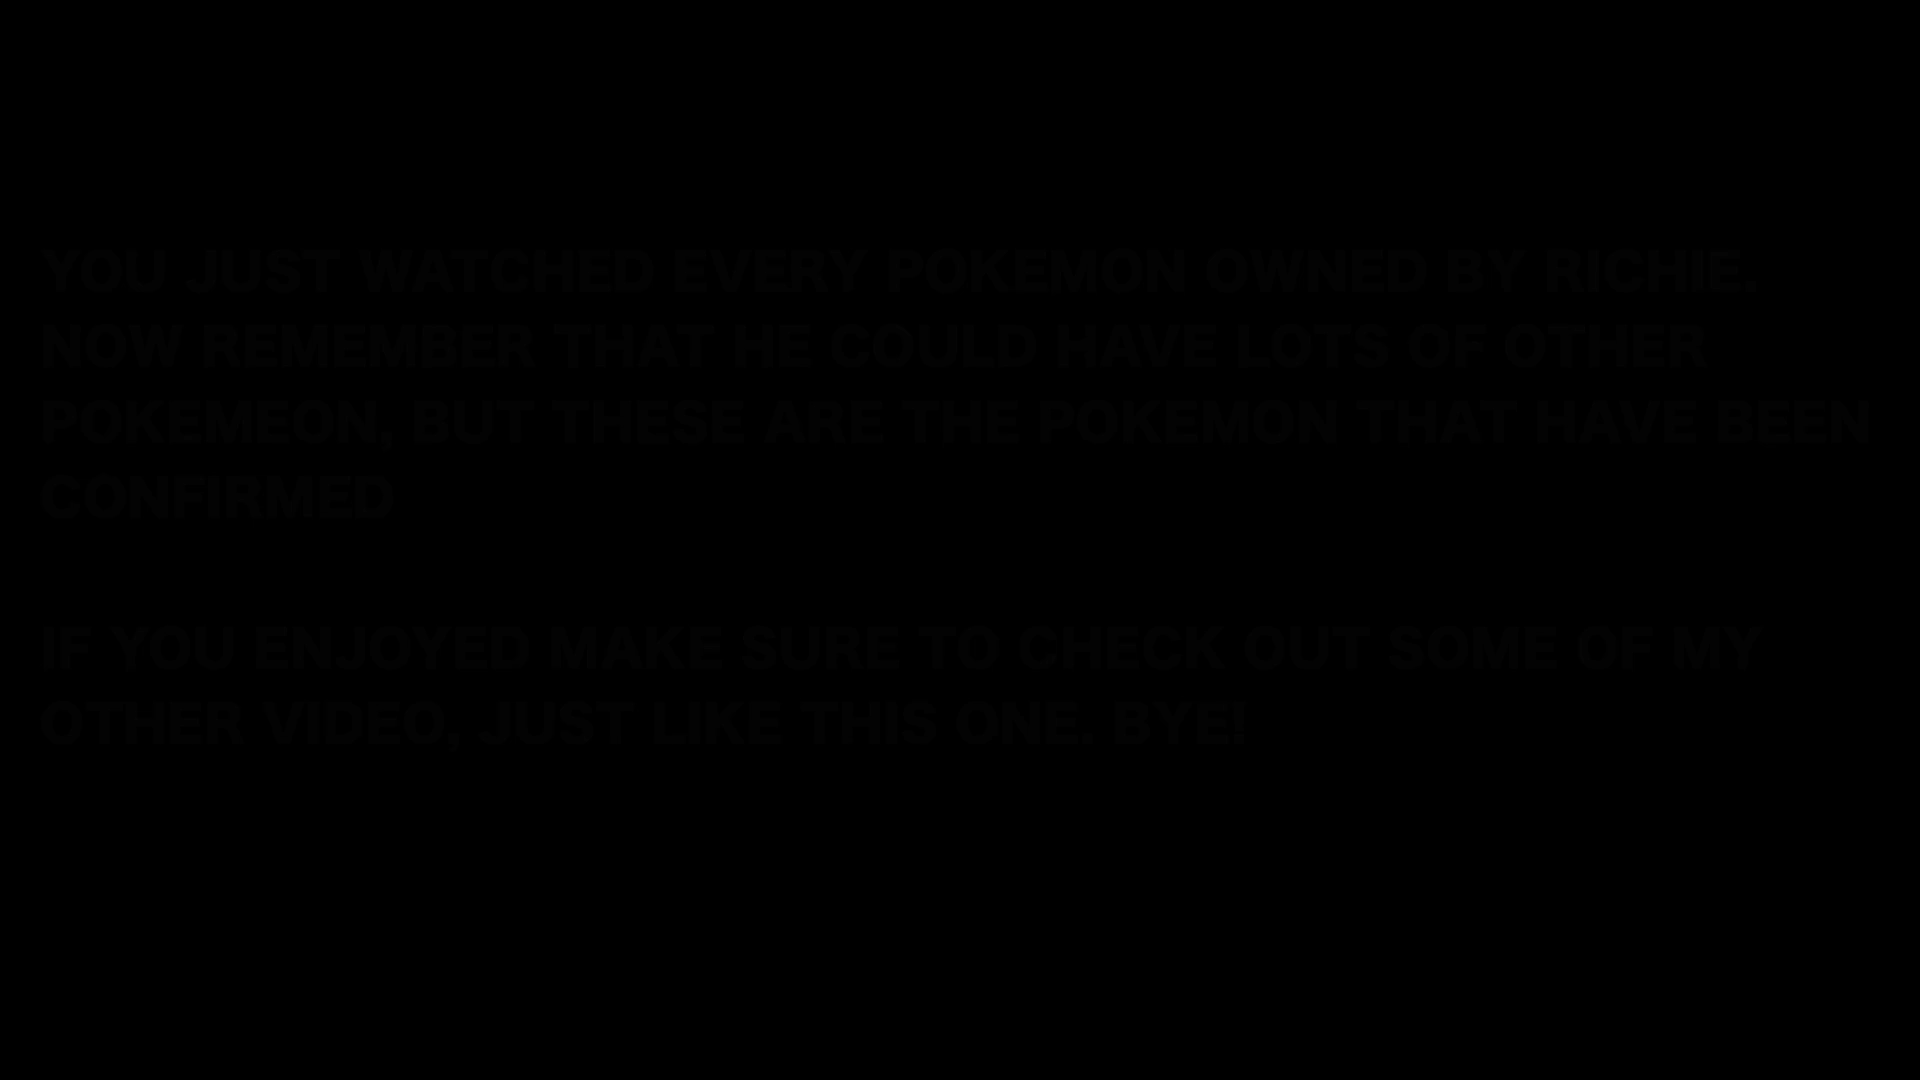 YOU JUST WATCHED EVERY POKEMON OWNED BY RICHIE.
NOW REMEMBER THAT HE COULD HAVE LOTS OF OTHER
POKEMEON, BUT THESE ARE THE POKEMON THAT HAVE BEEN
CONFIRMED
IF YOU ENJOYED MAKE SURE TO CHECK OUT SOME OF MY
OTHER VIDEO, JUST LIKE THIS ONE. BYE!